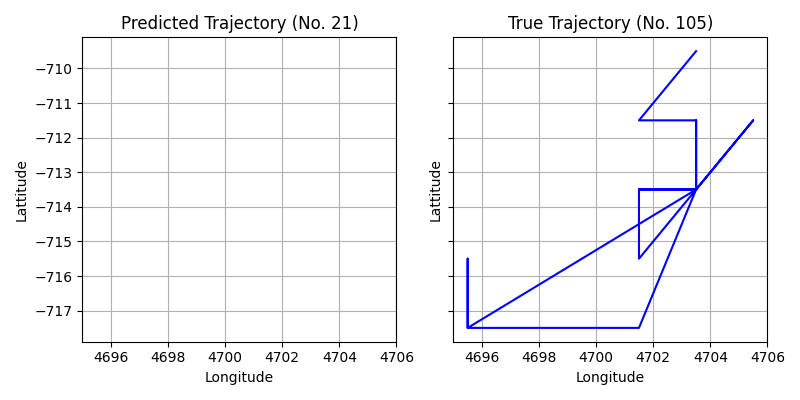 Predicted Trajectory (No. 21)
−710
−711
−712
−713
−714
−715
−716
−717
Lattitude
4696 4698 4700 4702 4704 4706
Longitude
True Trajectory (No. 105)
Lattitude
4696 4698 4700 4702 4704 4706
Longitude